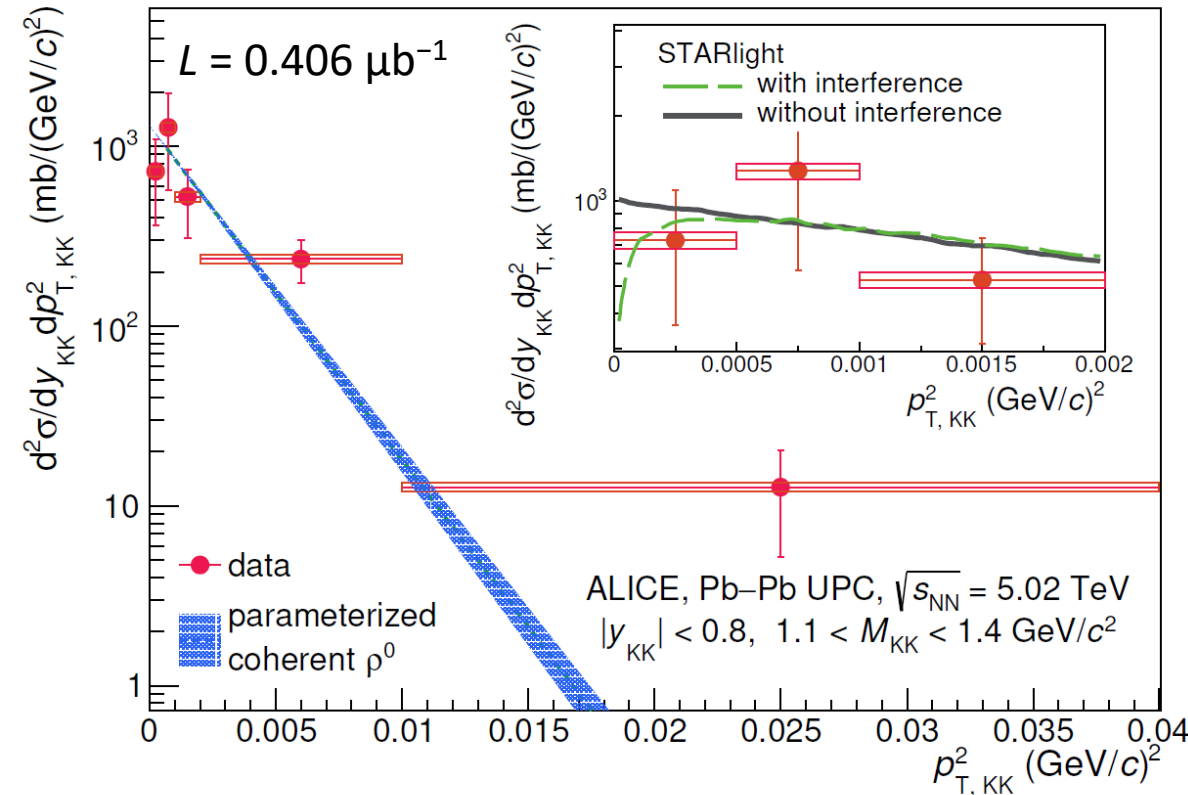 L = 0.406 μb⁻¹
d²σ/dy_KK dp²_T, KK (mb/(GeV/c)²)
10³
10²
10
1
0 0.005 0.01 0.015 0.02 0.025 0.03 0.035 0.04
p²_T, KK (GeV/c)²
data
parameterized
coherent ρ⁰
ALICE, Pb–Pb UPC, √s_NN = 5.02 TeV
|y_KK| < 0.8, 1.1 < M_KK < 1.4 GeV/c²
d²σ/dy_KK dp²_T, KK (mb/(GeV/c)²)
STARlight
with interference
without interference
10³
0 0.0005 0.001 0.0015 0.002
p²_T, KK (GeV/c)²